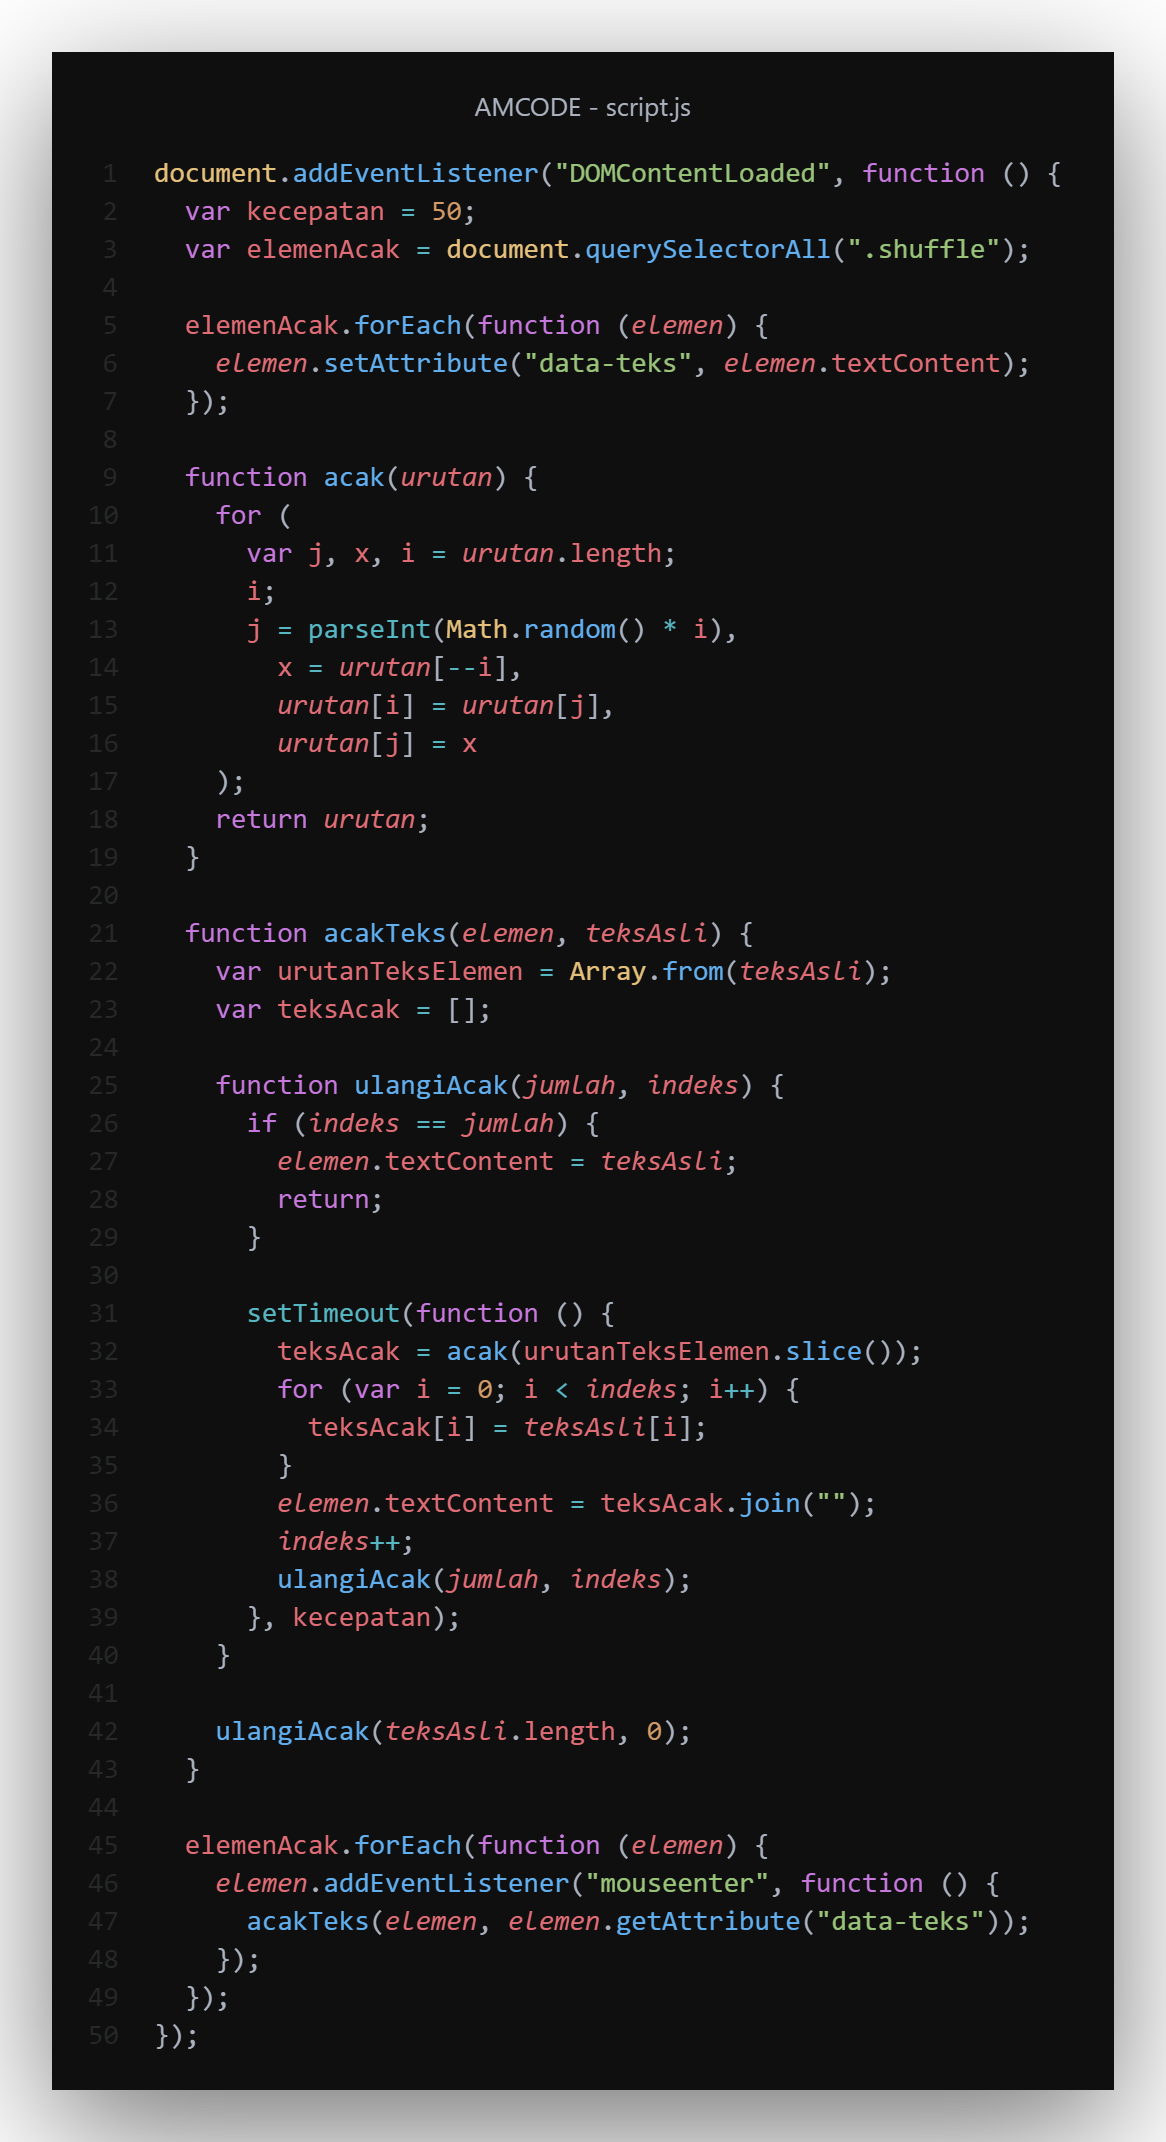 AMCODE - script.js
1 document.addEventListener("DOMContentLoaded", function () {
2   var kecepatan = 50;
3   var elemenAcak = document.querySelectorAll(".shuffle");
4
5   elemenAcak.forEach(function (elemen) {
6     elemen.setAttribute("data-teks", elemen.textContent);
7   });
8
9   function acak(urutan) {
10     for (
11       var j, x, i = urutan.length;
12       i;
13       j = parseInt(Math.random() * i),
14         x = urutan[--i],
15         urutan[i] = urutan[j],
16         urutan[j] = x
17     );
18     return urutan;
19   }
20
21   function acakTeks(elemen, teksAsli) {
22     var urutanTeksElemen = Array.from(teksAsli);
23     var teksAcak = [];
24
25     function ulangiAcak(jumlah, indeks) {
26       if (indeks == jumlah) {
27         elemen.textContent = teksAsli;
28         return;
29       }
30
31       setTimeout(function () {
32         teksAcak = acak(urutanTeksElemen.slice());
33         for (var i = 0; i < indeks; i++) {
34           teksAcak[i] = teksAsli[i];
35         }
36         elemen.textContent = teksAcak.join("");
37         indeks++;
38         ulangiAcak(jumlah, indeks);
39       }, kecepatan);
40     }
41
42     ulangiAcak(teksAsli.length, 0);
43   }
44
45   elemenAcak.forEach(function (elemen) {
46     elemen.addEventListener("mouseenter", function () {
47       acakTeks(elemen, elemen.getAttribute("data-teks"));
48     });
49   });
50 });